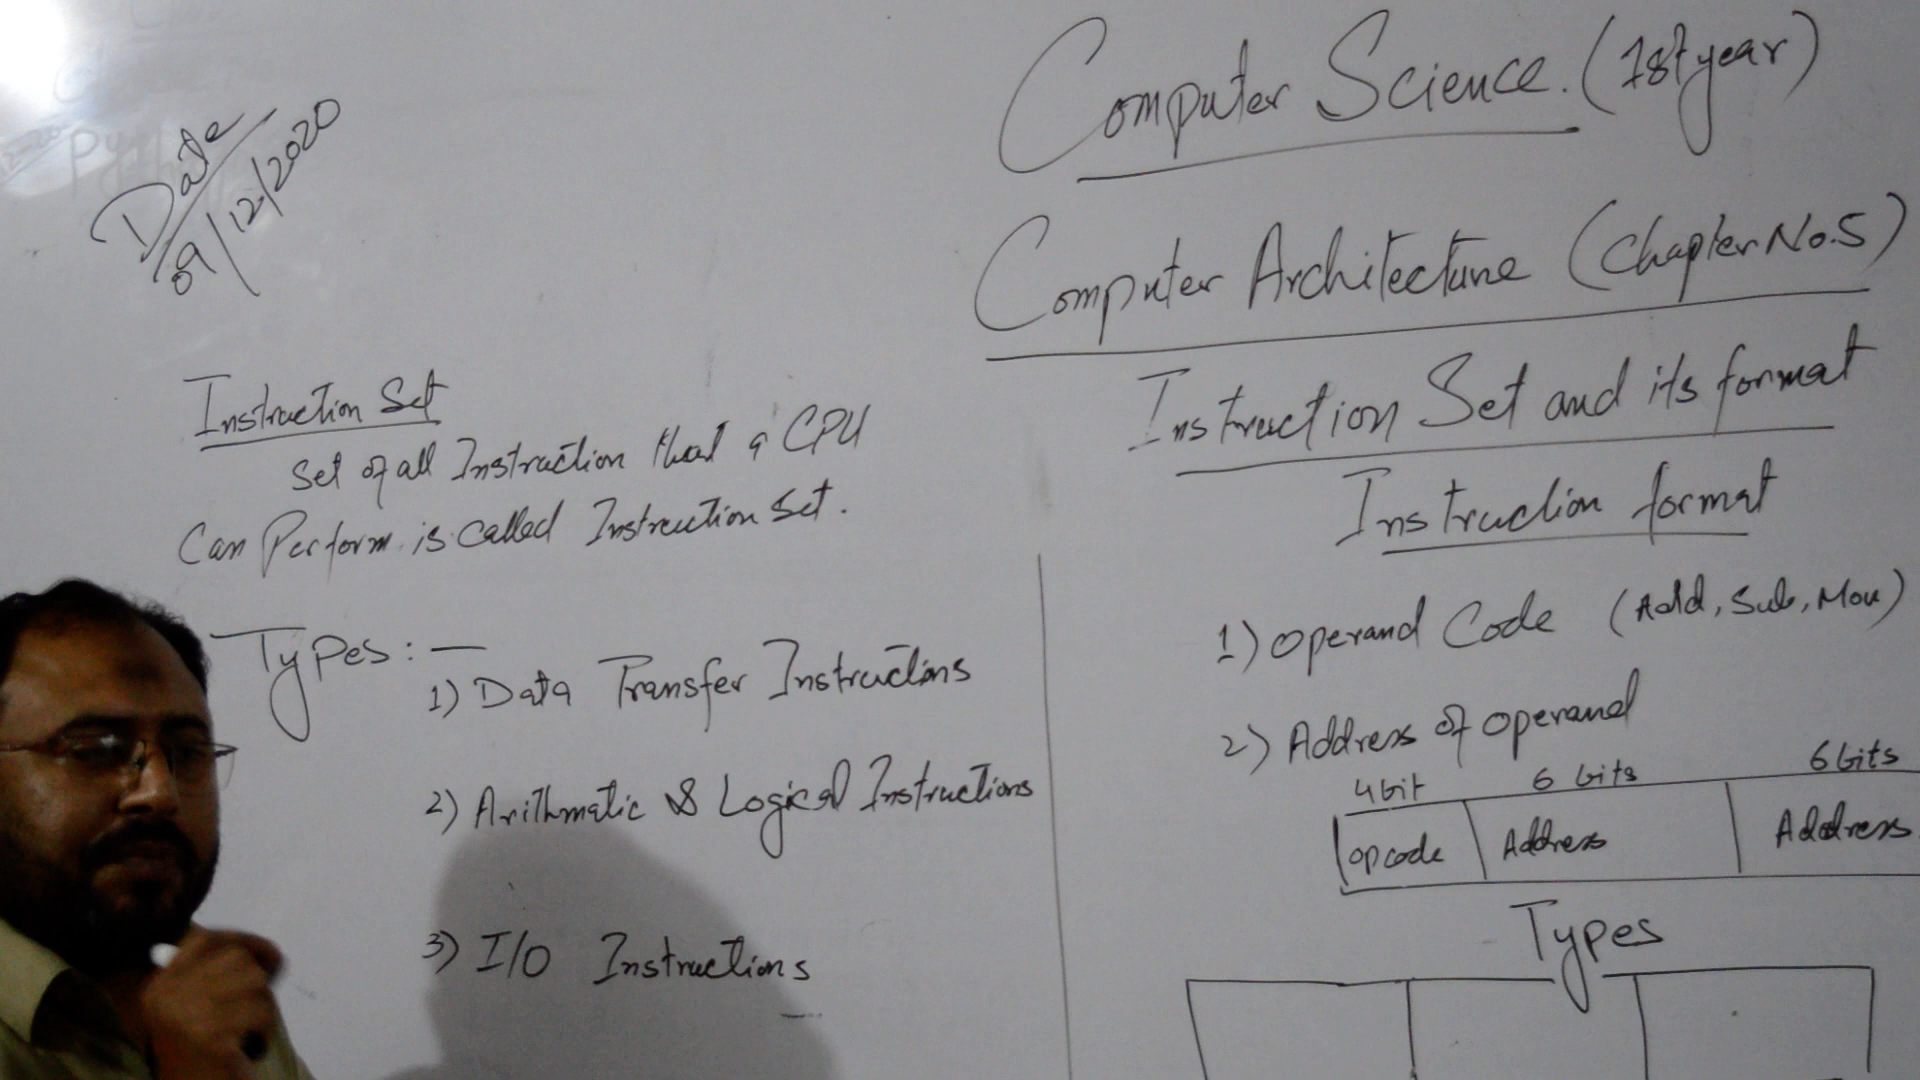 Date
09/12/2020
Computer Science. (1st year)
Computer Architecture (Chapter No.5)
Instruction Set and its format
Instruction Set
Set of all Instruction that a CPU
Can Perform is called Instruction Set.
Types:-
1) Data Transfer Instructions
2) Arithmatic & Logical Instructions
3) I/O Instructions
Instruction format
1) Operand Code (Add, Sub, Mov)
2) Address of operand
4bit 6 bits 6 bits
opcode Address Address
Types